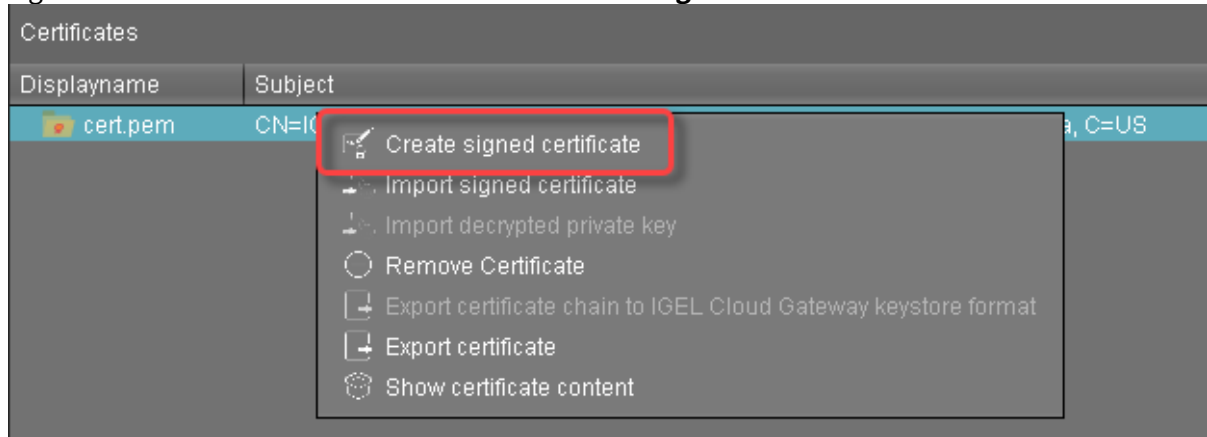 Certificates
Displayname Subject
cert.pem CN=IG a, C=US
Create signed certificate
Import signed certificate
Import decrypted private key
Remove Certificate
Export certificate chain to IGEL Cloud Gateway keystore format
Export certificate
Show certificate content